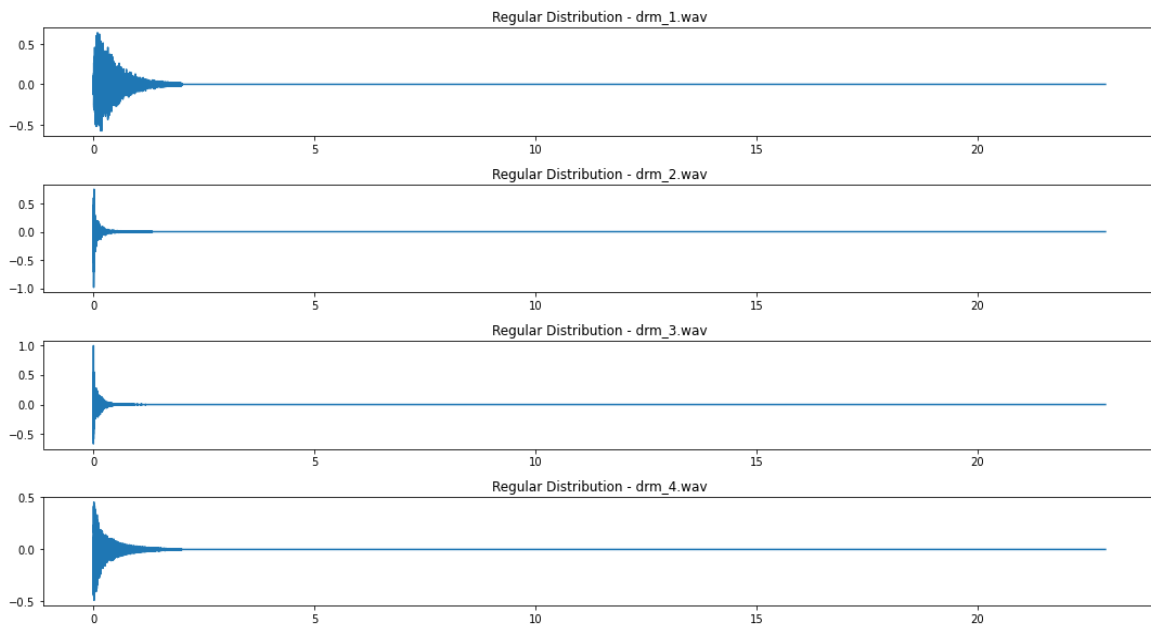 Regular Distribution - drm_1.wav
0.5
0.0
−0.5
0 5 10 15 20
Regular Distribution - drm_2.wav
0.5
0.0
−0.5
−1.0
0 5 10 15 20
Regular Distribution - drm_3.wav
1.0
0.5
0.0
−0.5
0 5 10 15 20
Regular Distribution - drm_4.wav
0.5
0.0
−0.5
0 5 10 15 20